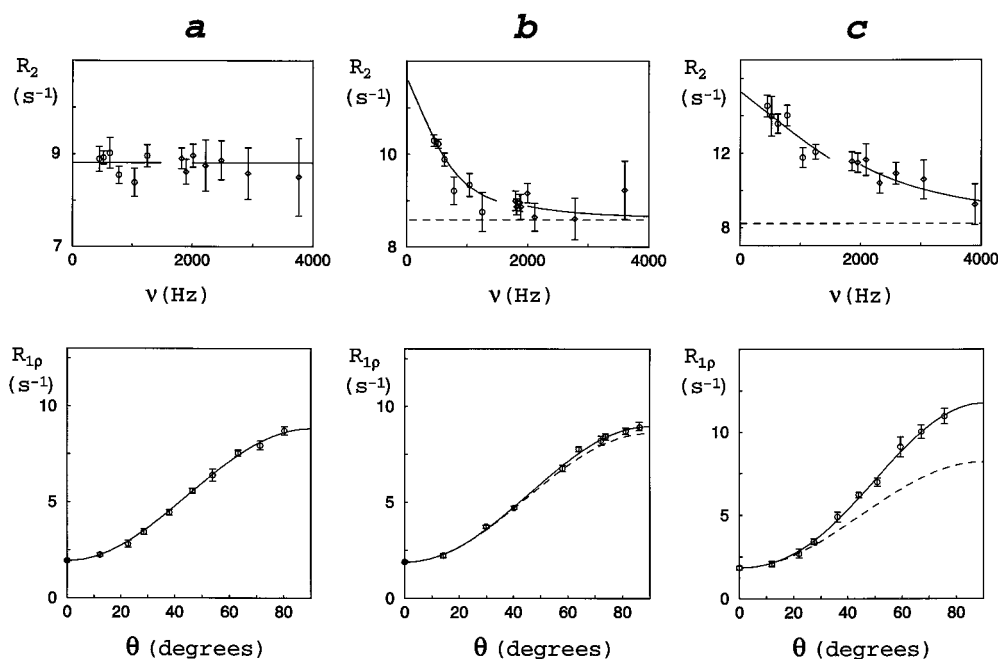 a b c
R₂ (s⁻¹)
9
7
0 2000 4000
ν (Hz)
R₂ (s⁻¹)
10
8
0 2000 4000
ν (Hz)
R₂ (s⁻¹)
16
12
8
0 2000 4000
ν (Hz)
R₁ρ (s⁻¹)
10
5
0
0 20 40 60 80
θ (degrees)
R₁ρ (s⁻¹)
10
5
0
0 20 40 60 80
θ (degrees)
R₁ρ (s⁻¹)
10
5
0
0 20 40 60 80
θ (degrees)